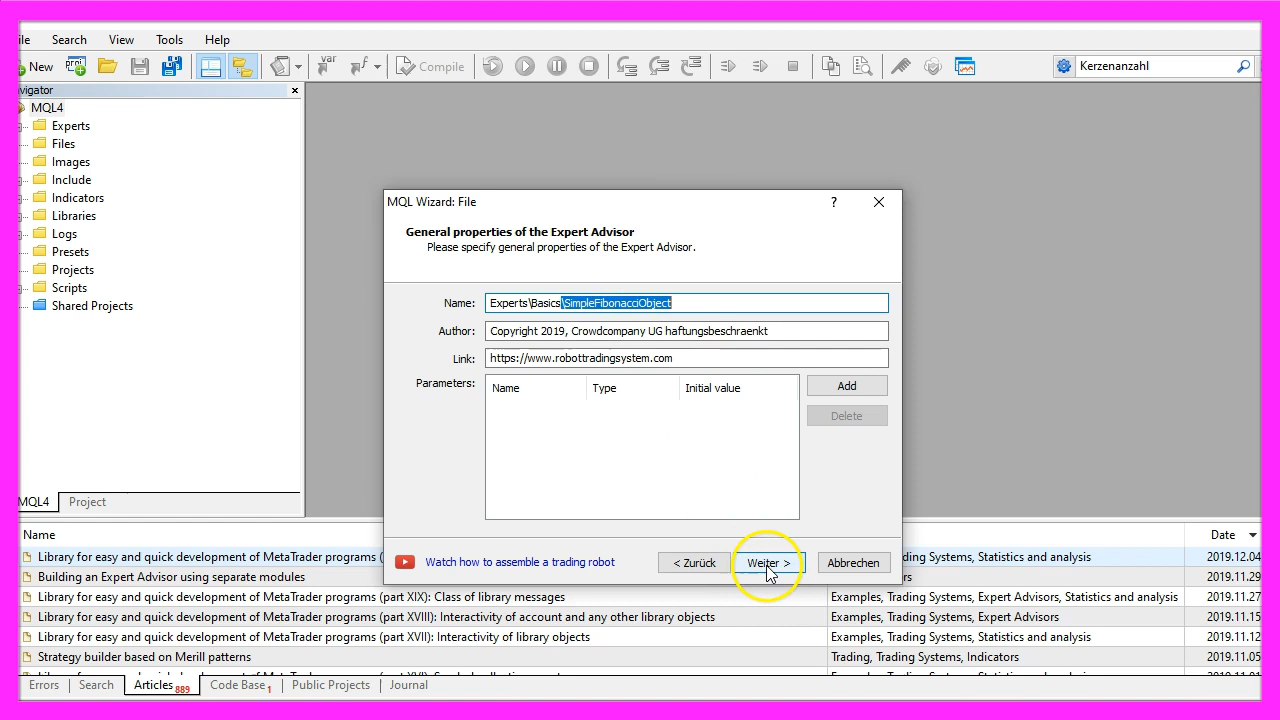 ile Search View Tools Help
New var Compile Kerzenanzahl
vigator
MQL4
Experts
Files
Images
Include
Indicators
Libraries
Logs
Presets
Projects
Scripts
Shared Projects
MQL4 Project
MQL Wizard: File ?
General properties of the Expert Advisor
Please specify general properties of the Expert Advisor.
Name: Experts\Basics\SimpleFibonacciObject
Author: Copyright 2019, Crowdcompany UG haftungsbeschraenkt
Link: https://www.robottradingsystem.com
Parameters: Name Type Initial value
Add
Delete
Watch how to assemble a trading robot < Zurück Weiter > Abbrechen
Name Date
Library for easy and quick development of MetaTrader programs ( Trading Systems, Statistics and analysis 2019.12.04
Building an Expert Advisor using separate modules 2019.11.29
Library for easy and quick development of MetaTrader programs (part XIX): Class of library messages Examples, Trading Systems, Expert Advisors, Statistics and analysis 2019.11.27
Library for easy and quick development of MetaTrader programs (part XVIII): Interactivity of account and any other library objects Examples, Trading Systems, Expert Advisors 2019.11.15
Library for easy and quick development of MetaTrader programs (part XVII): Interactivity of library objects Examples, Trading Systems, Statistics and analysis 2019.11.12
Strategy builder based on Merill patterns Trading, Trading Systems, Indicators 2019.11.05
Errors Search Articles 889 Code Base 1 Public Projects Journal